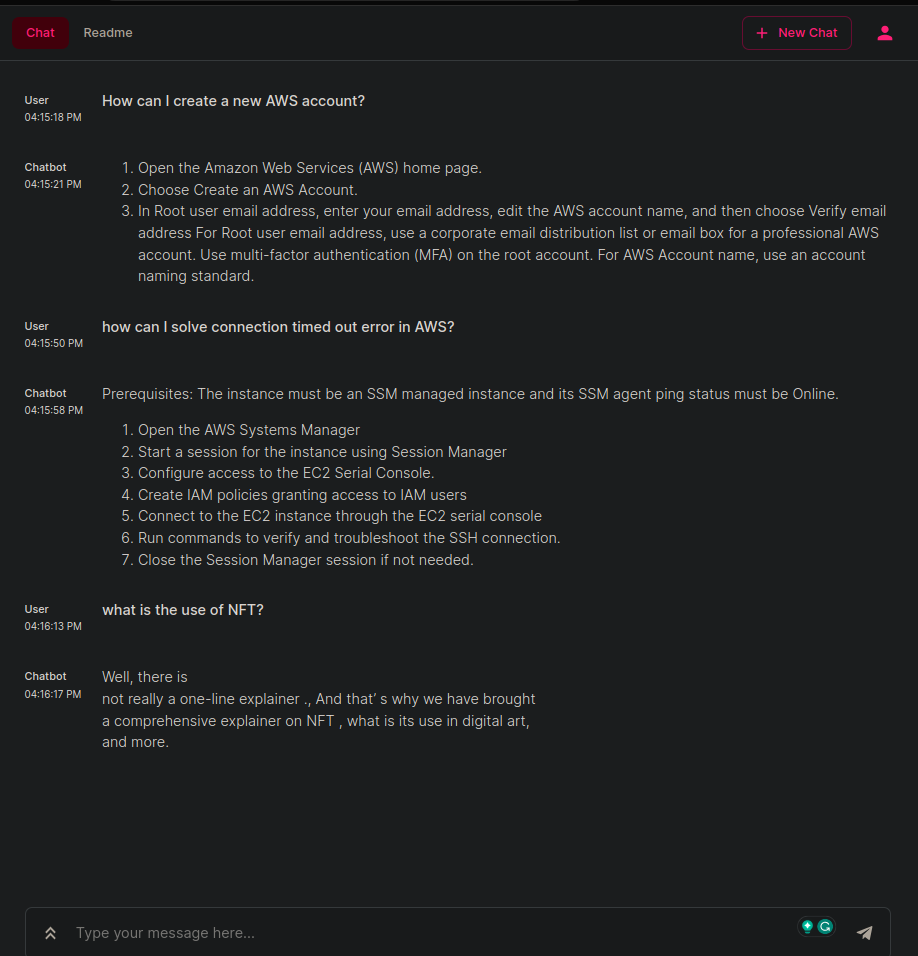 Chat
Readme
+ New Chat
User
04:15:18 PM
How can I create a new AWS account?
Chatbot
04:15:21 PM
1. Open the Amazon Web Services (AWS) home page.
2. Choose Create an AWS Account.
3. In Root user email address, enter your email address, edit the AWS account name, and then choose Verify email
address For Root user email address, use a corporate email distribution list or email box for a professional AWS
account. Use multi-factor authentication (MFA) on the root account. For AWS Account name, use an account
naming standard.
User
04:15:50 PM
how can I solve connection timed out error in AWS?
Chatbot
04:15:58 PM
Prerequisites: The instance must be an SSM managed instance and its SSM agent ping status must be Online.
1. Open the AWS Systems Manager
2. Start a session for the instance using Session Manager
3. Configure access to the EC2 Serial Console.
4. Create IAM policies granting access to IAM users
5. Connect to the EC2 instance through the EC2 serial console
6. Run commands to verify and troubleshoot the SSH connection.
7. Close the Session Manager session if not needed.
User
04:16:13 PM
what is the use of NFT?
Chatbot
04:16:17 PM
Well, there is
not really a one-line explainer ., And that’ s why we have brought
a comprehensive explainer on NFT , what is its use in digital art,
and more.
Type your message here...